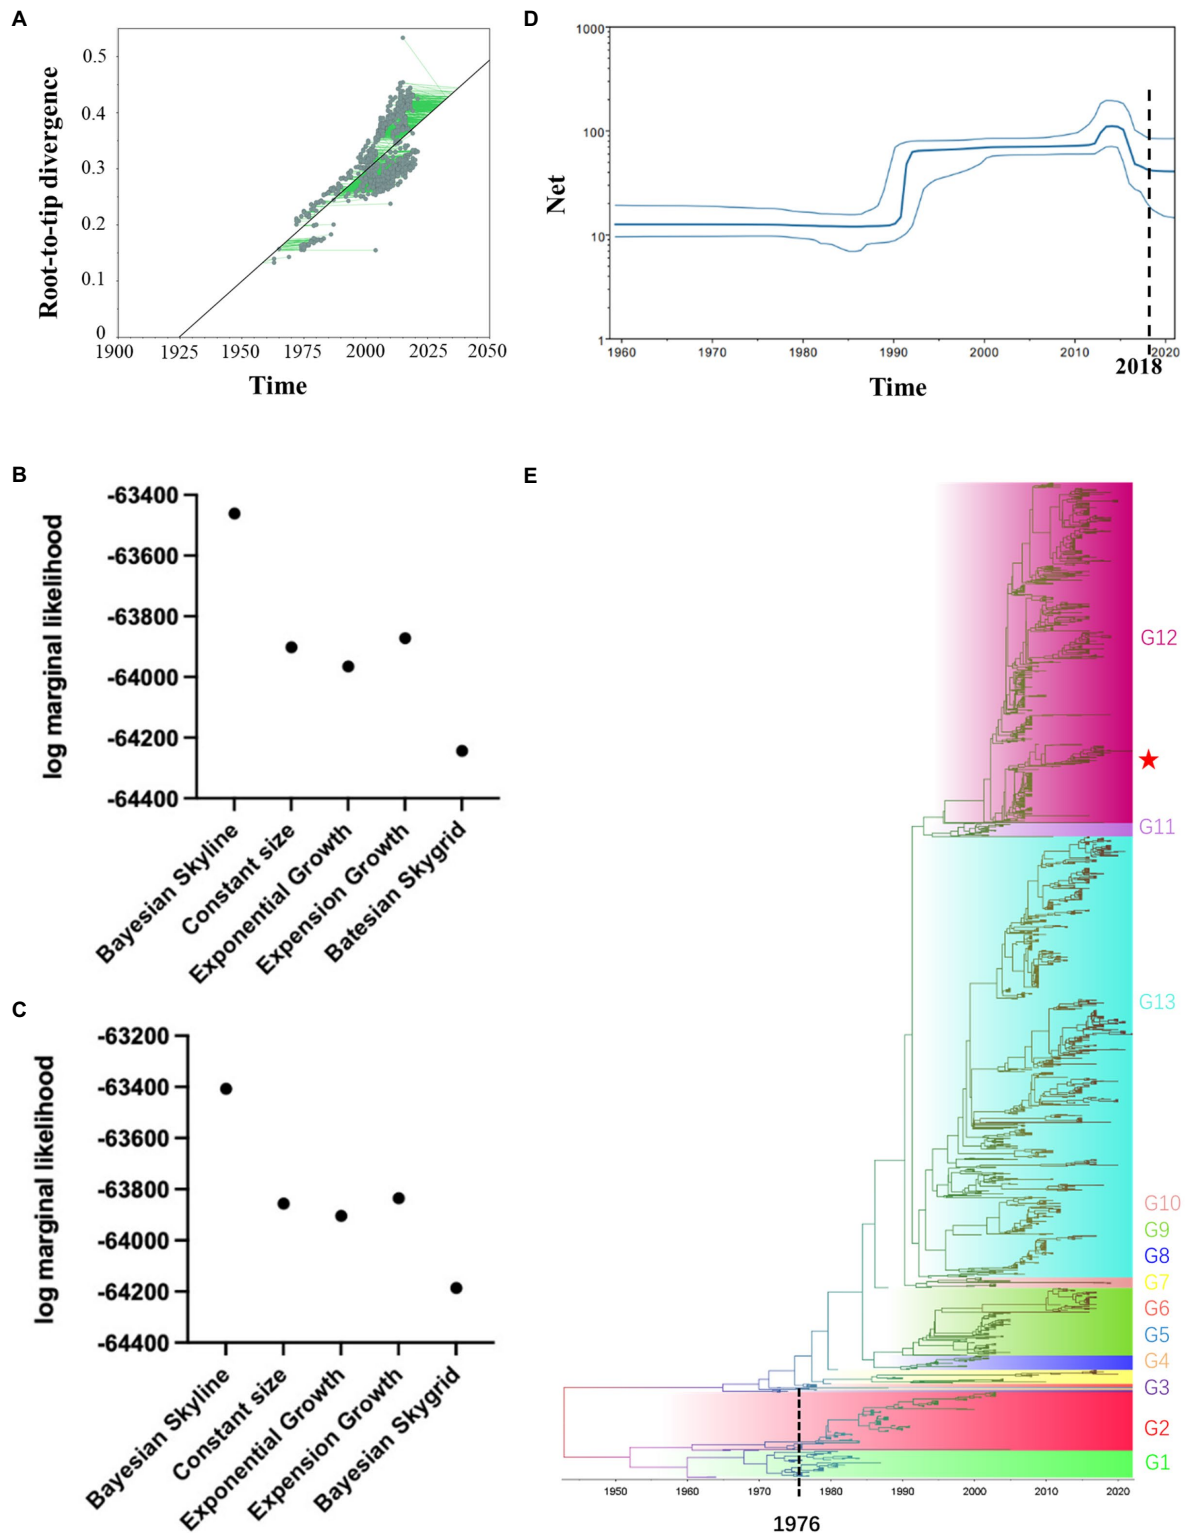 A
Root-to-tip divergence
0.5
0.4
0.3
0.2
0.1
0
1900 1925 1950 1975 2000 2025 2050
Time
D
Net
1000
100
10
1
1960 1970 1980 1990 2000 2010 2020
2018
Time
B
log marginal likelihood
-63400
-63600
-63800
-64000
-64200
-64400
Bayesian Skyline
Constant size
Exponential Growth
Expension Growth
Batesian Skygrid
C
log marginal likelihood
-63200
-63400
-63600
-63800
-64000
-64200
-64400
Bayesian Skyline
Constant size
Exponential Growth
Expension Growth
Bayesian Skygrid
E
G12
G11
G13
G10
G9
G8
G7
G6
G5
G4
G3
G2
G1
1950 1960 1970 1980 1990 2000 2010 2020
1976